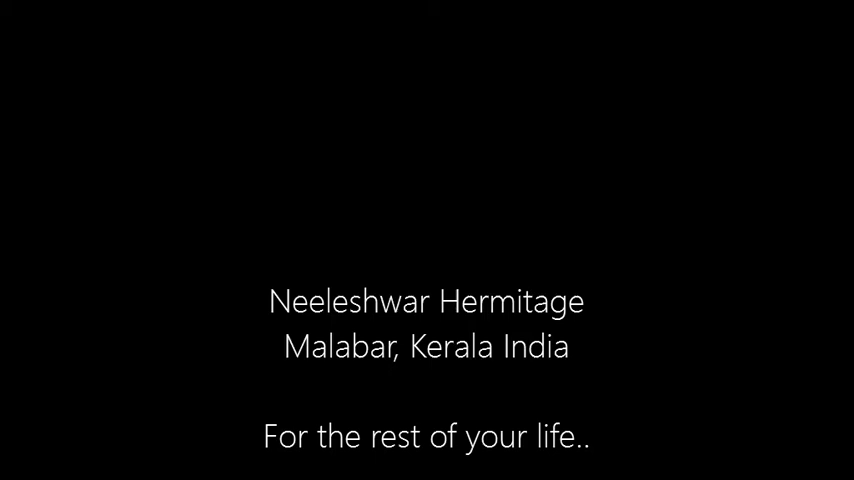 Neeleshwar Hermitage
Malabar, Kerala India
For the rest of your life..